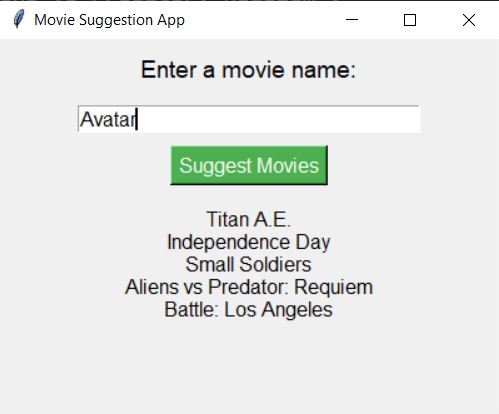 Movie Suggestion App
Enter a movie name:
Avatar
Suggest Movies
Titan A.E.
Independence Day
Small Soldiers
Aliens vs Predator: Requiem
Battle: Los Angeles